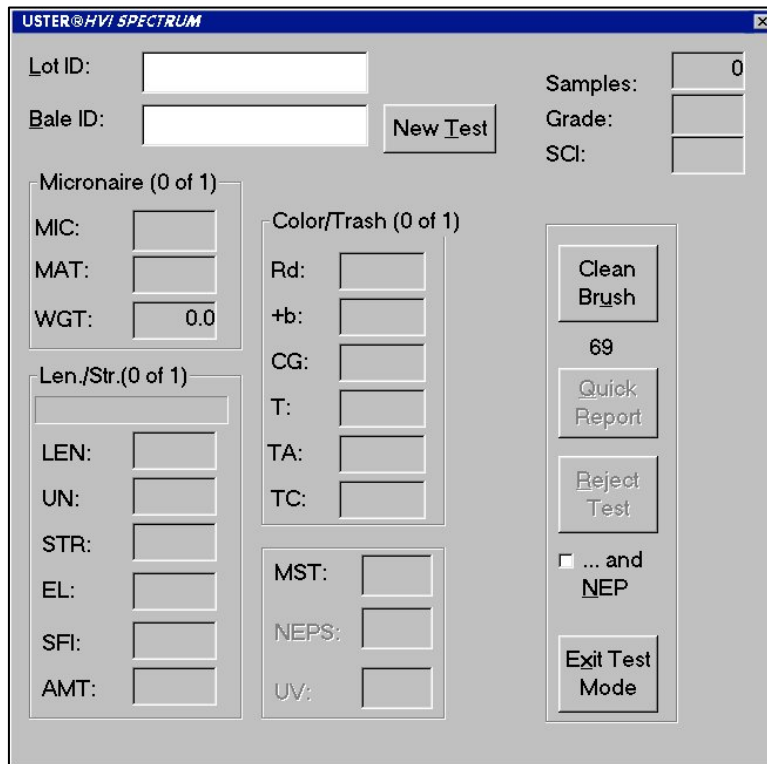 USTER®HVI SPECTRUM
Lot ID:
Bale ID:
New Test
Samples: 0
Grade:
SCI:
Micronaire (0 of 1)
MIC:
MAT:
WGT: 0.0
Len./Str.(0 of 1)
LEN:
UN:
STR:
EL:
SFI:
AMT:
Color/Trash (0 of 1)
Rd:
+b:
CG:
T:
TA:
TC:
MST:
NEPS:
UV:
Clean
Brush
69
Quick
Report
Reject
Test
... and
NEP
Exit Test
Mode